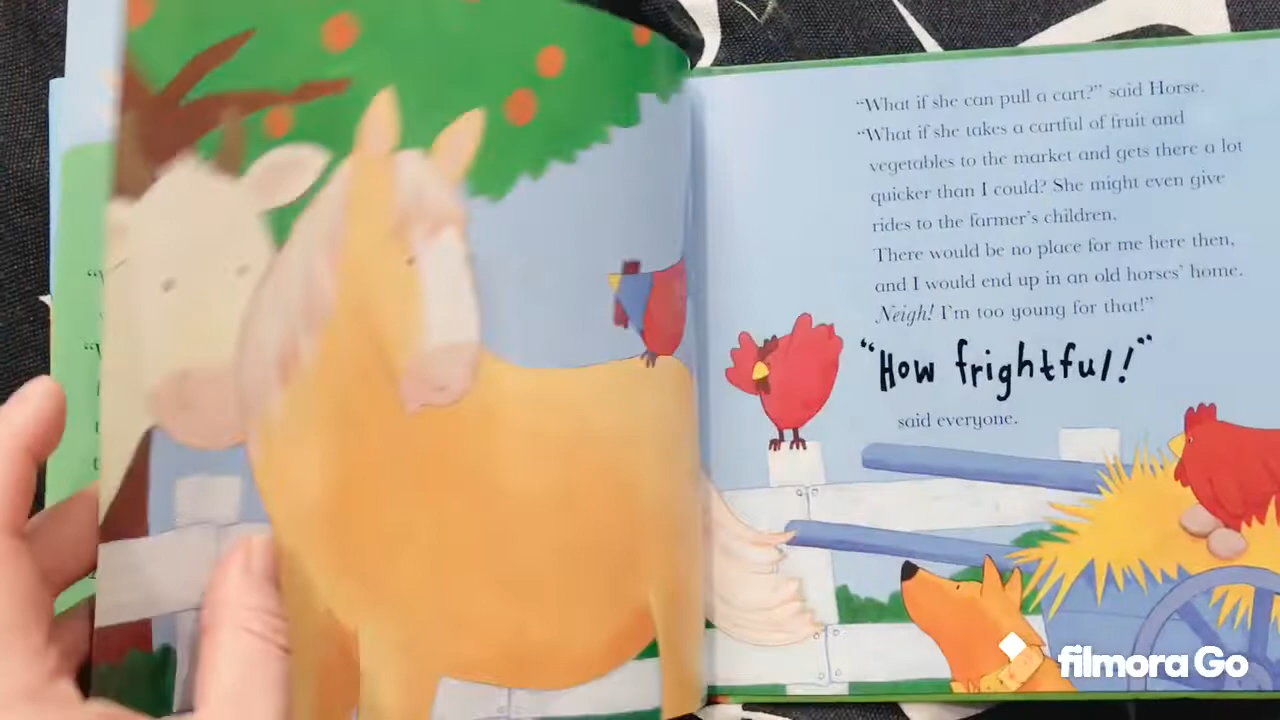 “What if she can pull a cart?” said Horse.
“What if she takes a cartful of fruit and
vegetables to the market and gets there a lot
quicker than I could? She might even give
rides to the farmer’s children.
There would be no place for me here then,
and I would end up in an old horses’ home.
Neigh! I’m too young for that!”
“How frightful!”
said everyone.
filmora Go